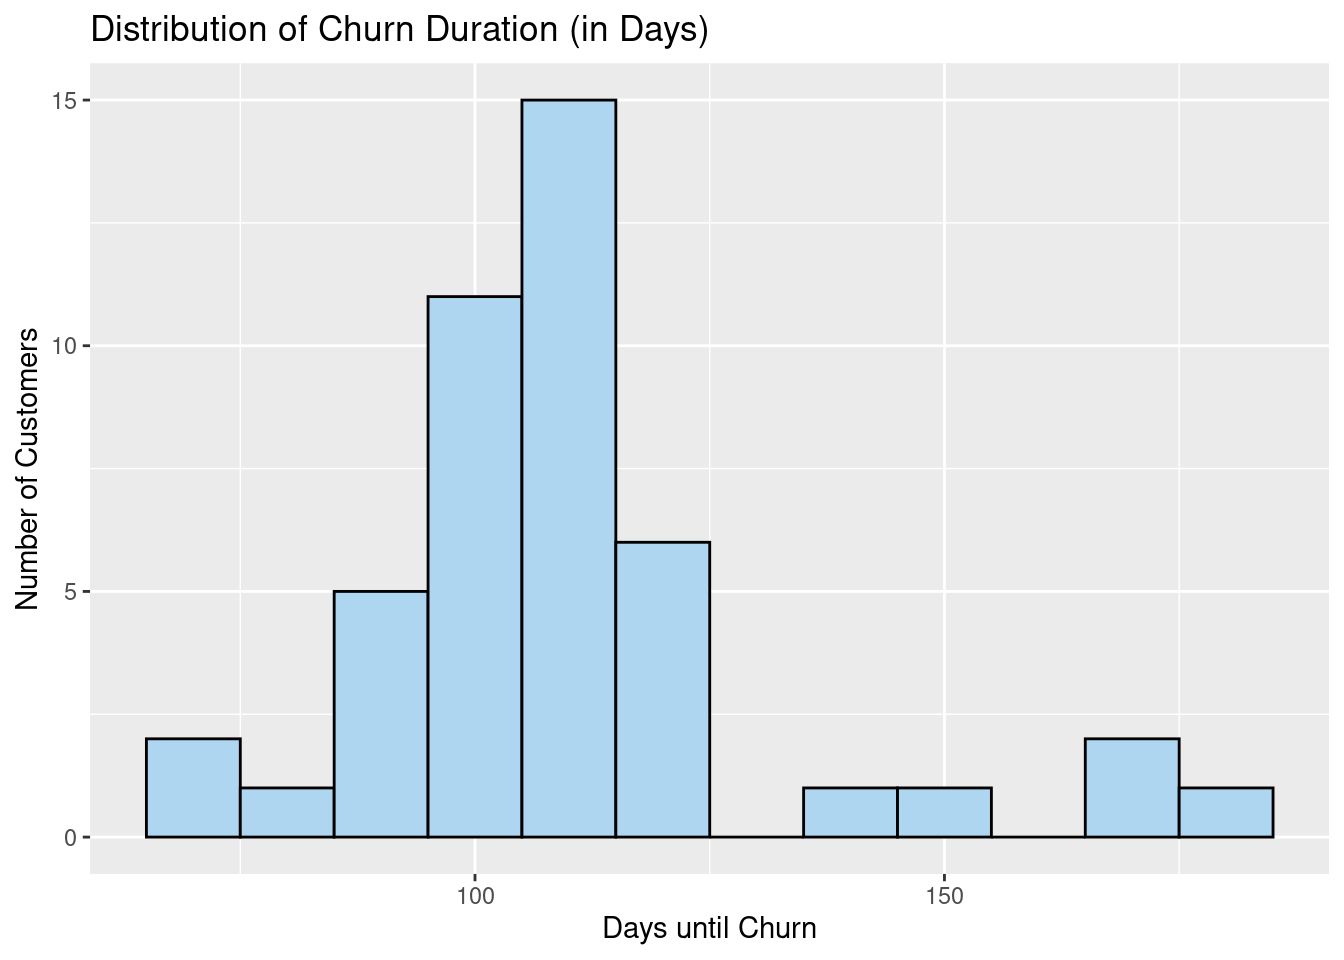 Distribution of Churn Duration (in Days)
15
10
5
0
Number of Customers
100
150
Days until Churn